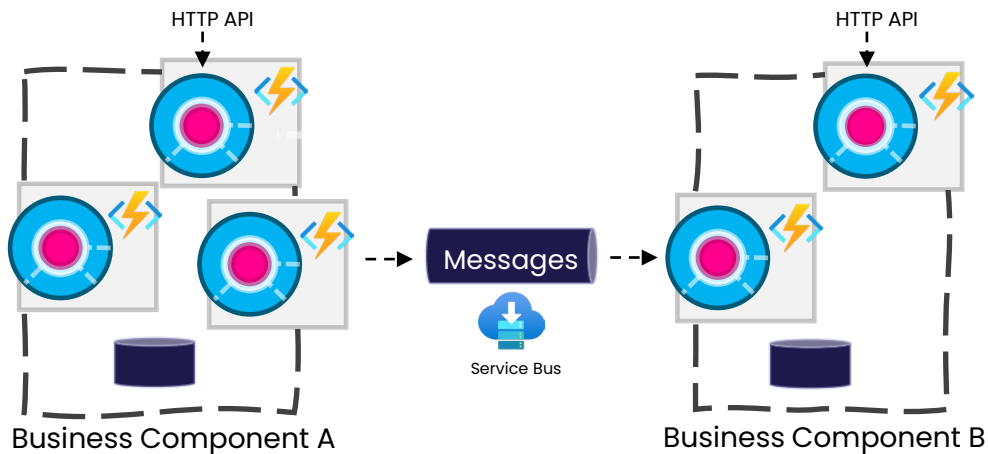 HTTP API
HTTP API
Messages
Service Bus
Business Component A
Business Component B